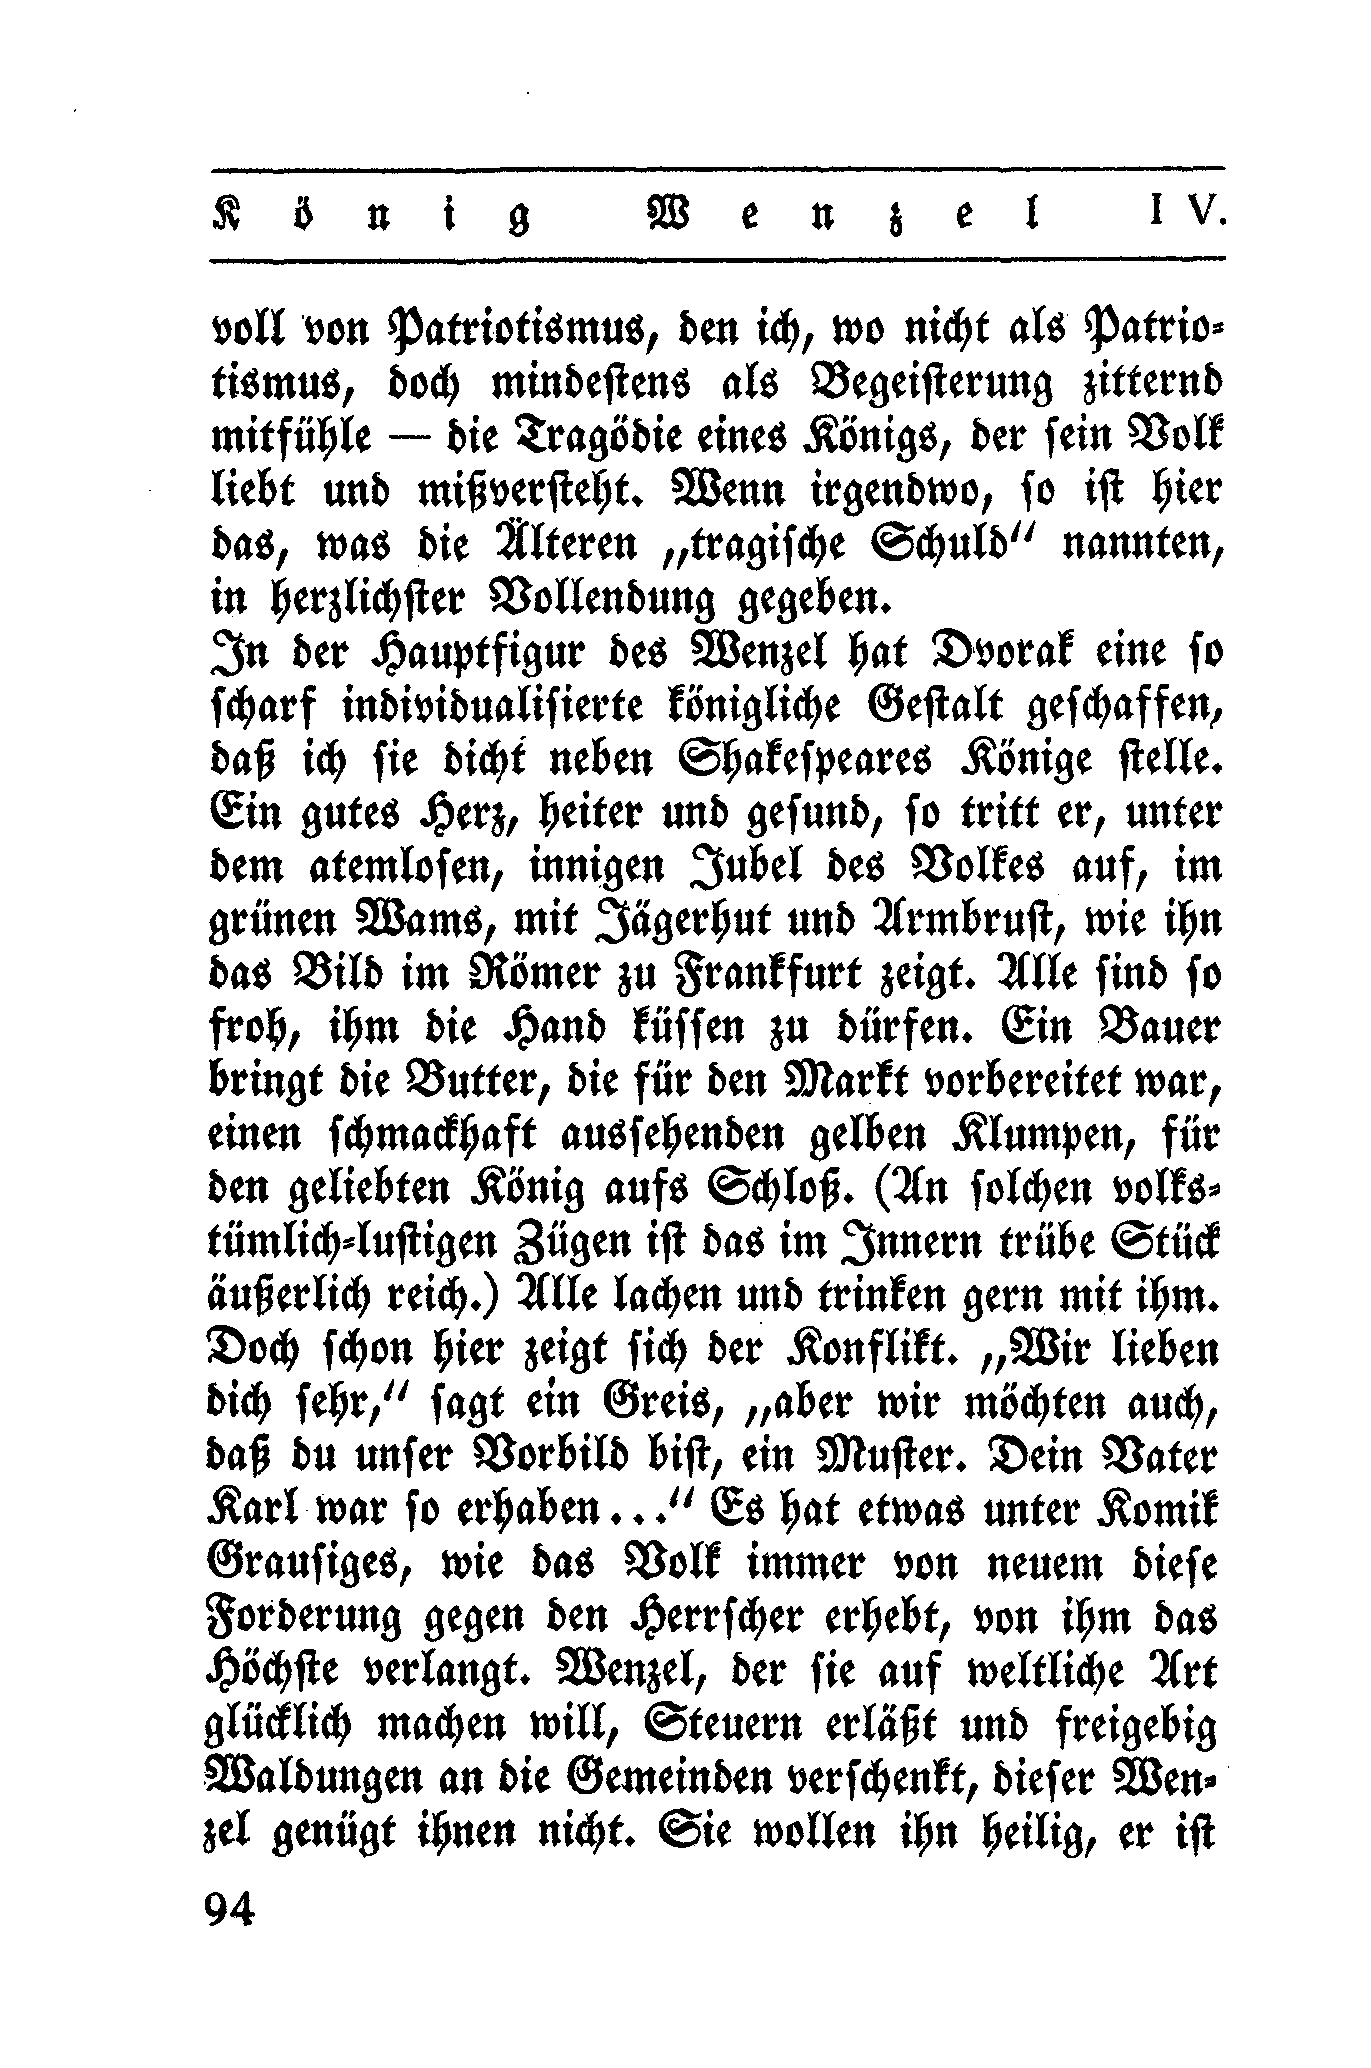 König Wenzel IV.
voll von Patriotismus, den ich, wo nicht als Patrio-
tismus, doch mindestens als Begeisterung zitternd
mitfühle — die Tragödie eines Königs, der sein Volk
liebt und mißversteht. Wenn irgendwo, so ist hier
das, was die Älteren „tragische Schuld“ nannten,
in herzlichster Vollendung gegeben.
In der Hauptfigur des Wenzel hat Dvorak eine so
scharf individualisierte königliche Gestalt geschaffen,
daß ich sie dicht neben Shakespeares Könige stelle.
Ein gutes Herz, heiter und gesund, so tritt er, unter
dem atemlosen, innigen Jubel des Volkes auf, im
grünen Wams, mit Jägerhut und Armbrust, wie ihn
das Bild im Römer zu Frankfurt zeigt. Alle sind so
froh, ihm die Hand küssen zu dürfen. Ein Bauer
bringt die Butter, die für den Markt vorbereitet war,
einen schmackhaft aussehenden gelben Klumpen, für
den geliebten König aufs Schloß. (An solchen volks-
tümlich-lustigen Zügen ist das im Innern trübe Stück
äußerlich reich.) Alle lachen und trinken gern mit ihm.
Doch schon hier zeigt sich der Konflikt. „Wir lieben
dich sehr,“ sagt ein Greis, „aber wir möchten auch,
daß du unser Vorbild bist, ein Muster. Dein Vater
Karl war so erhaben...“ Es hat etwas unter Komik
Grausiges, wie das Volk immer von neuem diese
Forderung gegen den Herrscher erhebt, von ihm das
Höchste verlangt. Wenzel, der sie auf weltliche Art
glücklich machen will, Steuern erläßt und freigebig
Waldungen an die Gemeinden verschenkt, dieser Wen-
zel genügt ihnen nicht. Sie wollen ihn heilig, er ist
94